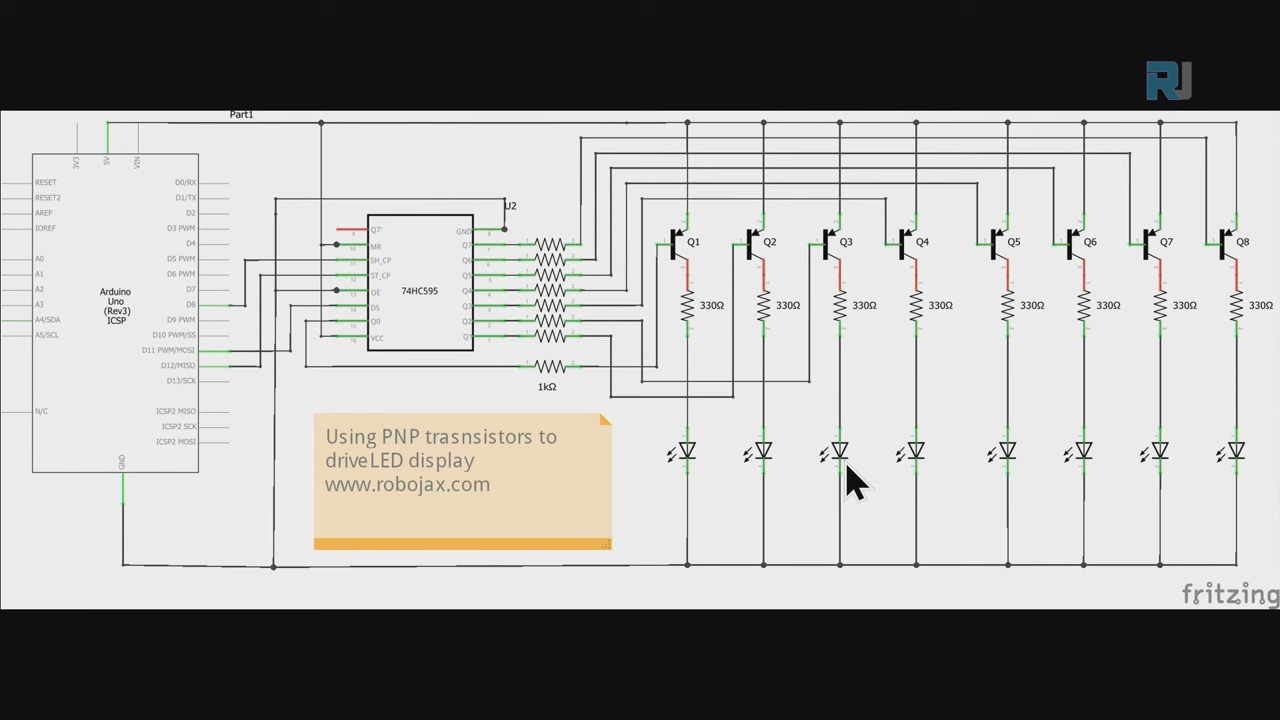 RJ
Part1
3V3
5V
VIN
RESET
RESET2
AREF
IOREF
A0
A1
A2
A3
A4/SDA
A5/SCL
N/C
Arduino
Uno
(Rev3)
ICSP
D0/RX
D1/TX
D2
D3 PWM
D4
D5 PWM
D6 PWM
D7
D8
D9 PWM
D10 PWM/SS
D11 PWM/MOSI
D12/MISO
D13/SCK
ICSP2 MISO
ICSP2 SCK
ICSP2 MOSI
GND
U2
Q7'
MR
SH_CP
ST_CP
OE
DS
Q0
VCC
74HC595
GND
Q7
Q6
Q5
Q4
Q3
Q2
Q1
1kΩ
Q1
Q2
Q3
Q4
Q5
Q6
Q7
Q8
330Ω
330Ω
330Ω
330Ω
330Ω
330Ω
330Ω
330Ω
Using PNP trasnsistors to
driveLED display
www.robojax.com
fritzing